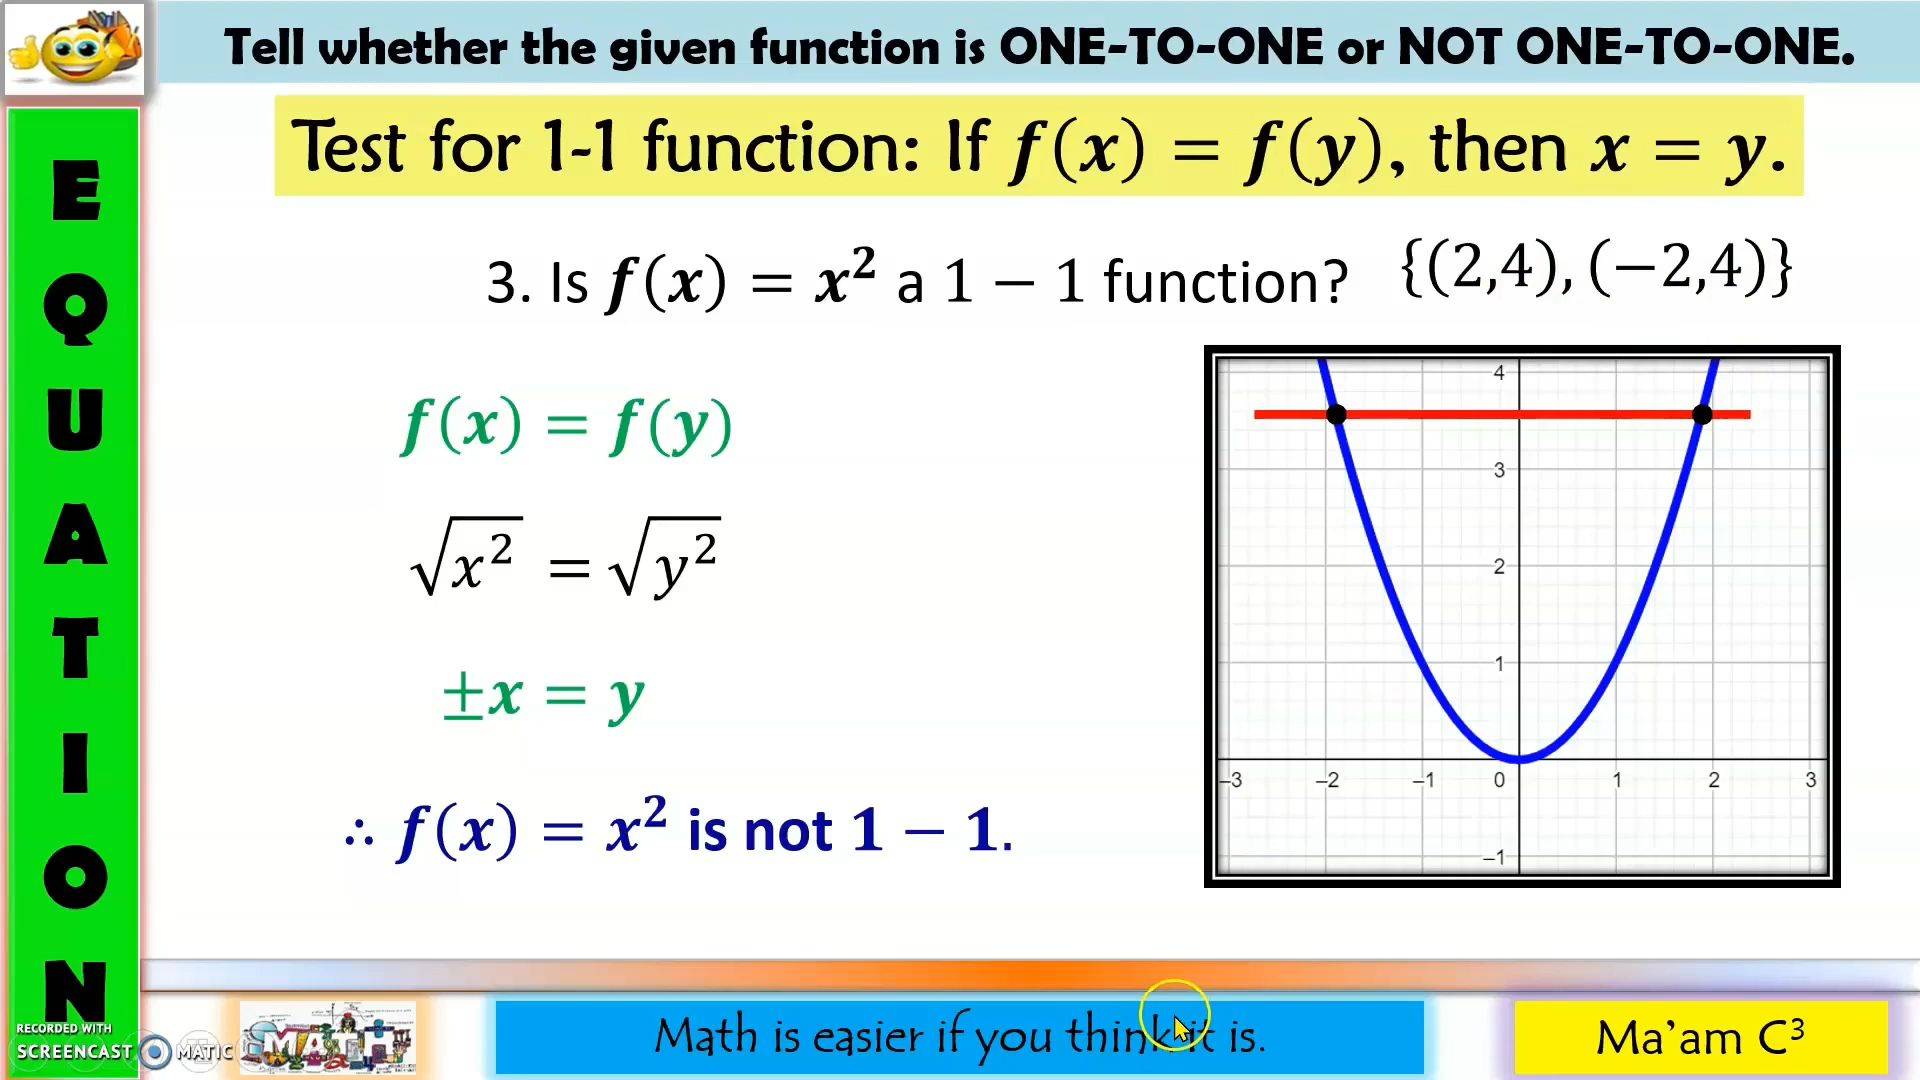 Tell whether the given function is ONE-TO-ONE or NOT ONE-TO-ONE.
Test for 1-1 function: If f(x) = f(y), then x = y.
3. Is f(x) = x² a 1 − 1 function? {(2,4), (−2,4)}
f(x) = f(y)
√x² = √y²
±x = y
∴ f(x) = x² is not 1 − 1.
4
3
2
1
−3 −2 −1 0 1 2 3
−1
E
Q
U
A
T
I
O
N
RECORDED WITH
SCREENCAST MATIC
MATH
Math is easier if you think it is.
Ma'am C³